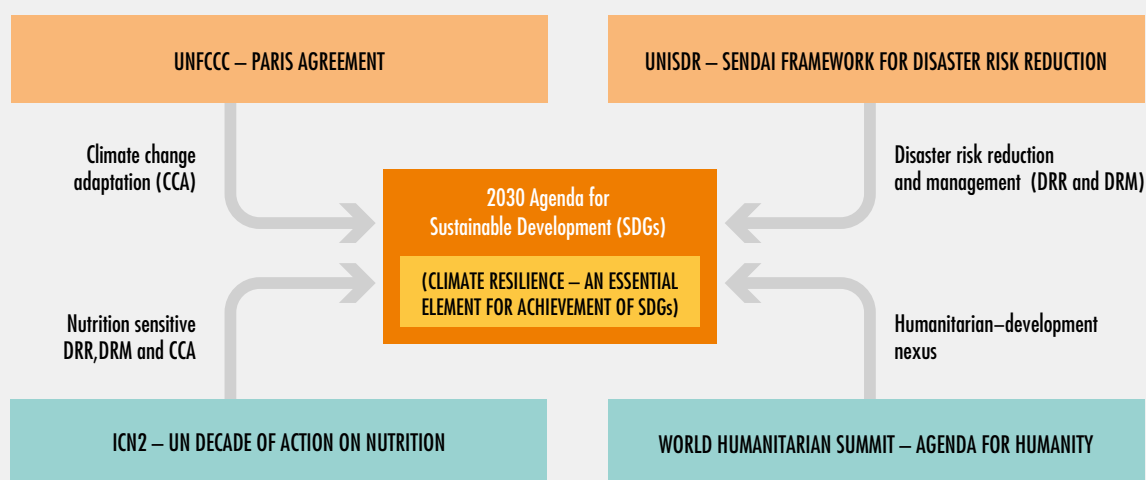 UNFCCC – PARIS AGREEMENT
UNISDR – SENDAI FRAMEWORK FOR DISASTER RISK REDUCTION
Climate change
adaptation (CCA)
Disaster risk reduction
and management (DRR and DRM)
2030 Agenda for
Sustainable Development (SDGs)
(CLIMATE RESILIENCE – AN ESSENTIAL
ELEMENT FOR ACHIEVEMENT OF SDGs)
Nutrition sensitive
DRR,DRM and CCA
Humanitarian–development
nexus
ICN2 – UN DECADE OF ACTION ON NUTRITION
WORLD HUMANITARIAN SUMMIT – AGENDA FOR HUMANITY